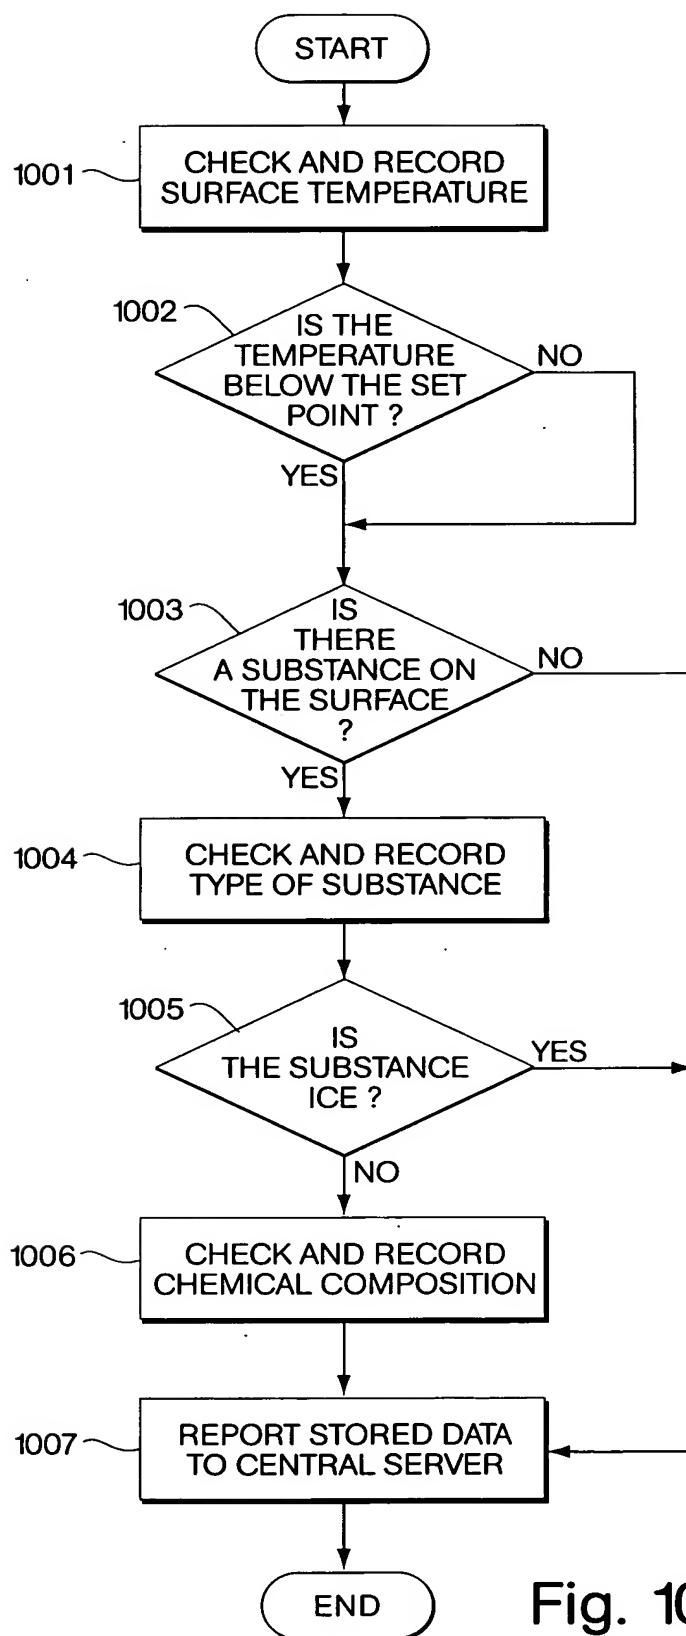 START
1001
CHECK AND RECORD
SURFACE TEMPERATURE
1002
IS THE
TEMPERATURE
BELOW THE SET
POINT ?
NO
YES
1003
IS
THERE
A SUBSTANCE ON
THE SURFACE
?
NO
YES
1004
CHECK AND RECORD
TYPE OF SUBSTANCE
1005
IS
THE SUBSTANCE
ICE ?
YES
NO
1006
CHECK AND RECORD
CHEMICAL COMPOSITION
1007
REPORT STORED DATA
TO CENTRAL SERVER
END
Fig. 10